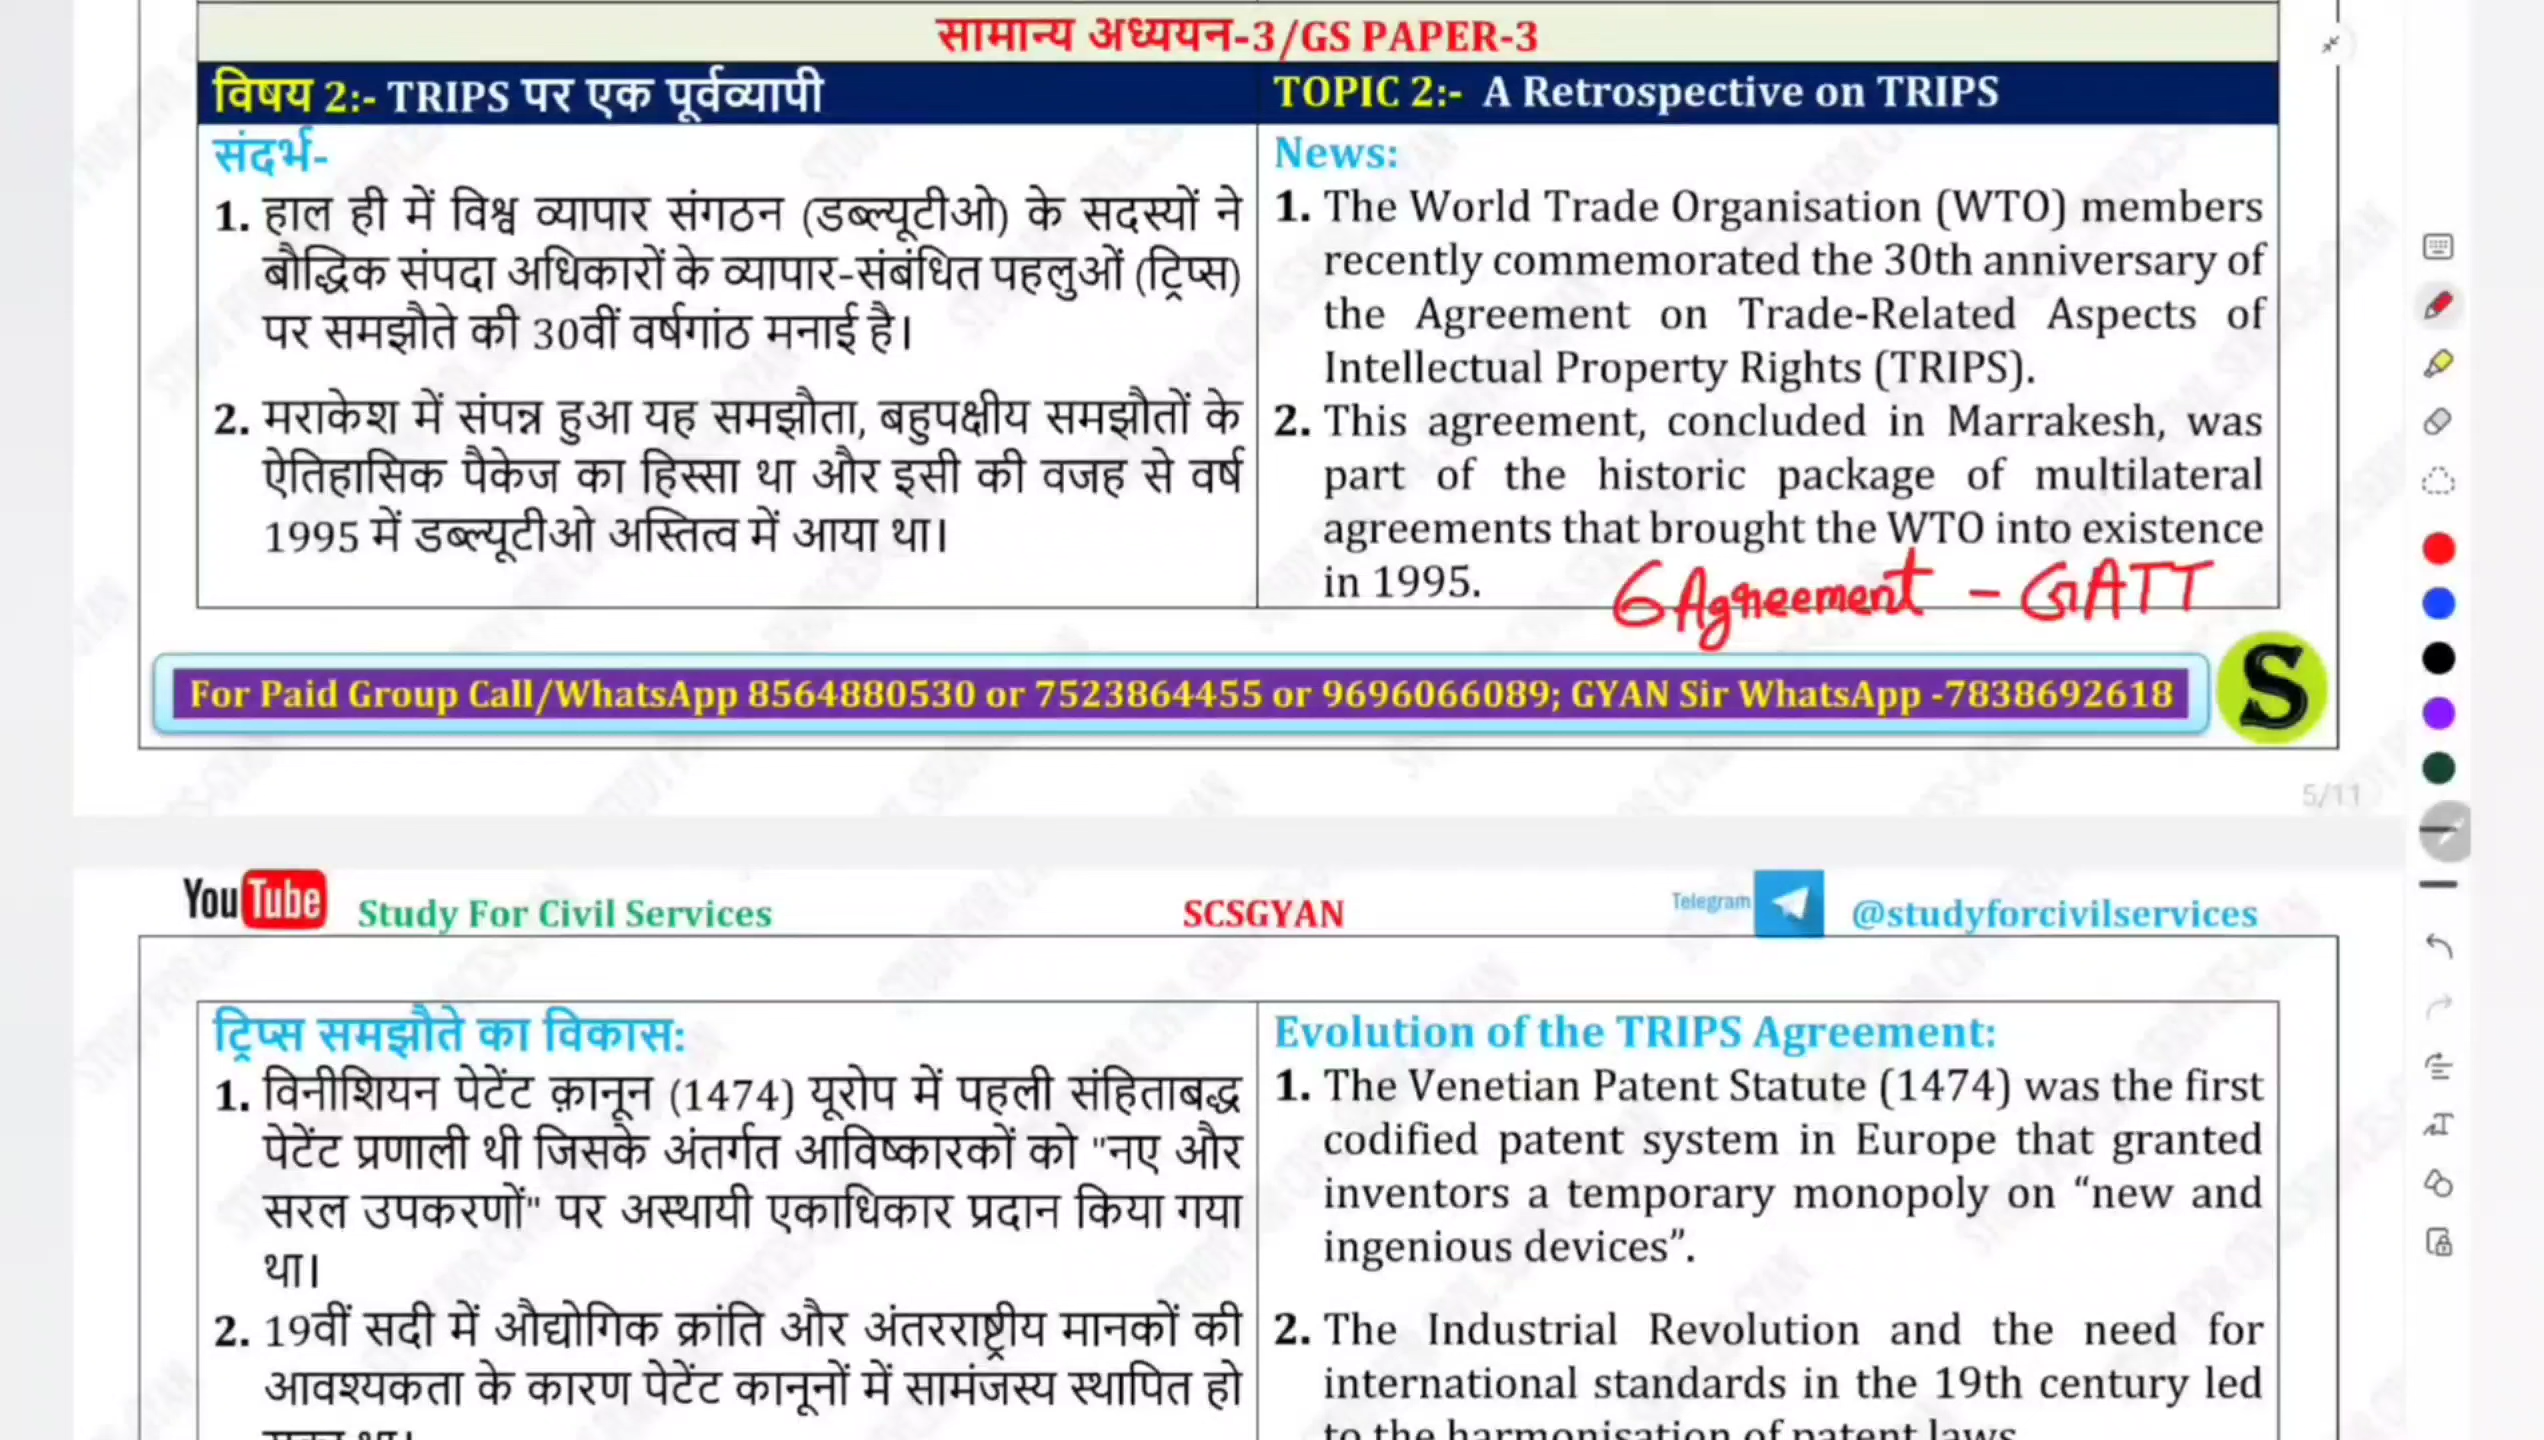 सामान्य अध्ययन-3/GS PAPER-3
विषय 2:- TRIPS पर एक पूर्वव्यापी
संदर्भ-
1. हाल ही में विश्व व्यापार संगठन (डब्ल्यूटीओ) के सदस्यों ने
बौद्धिक संपदा अधिकारों के व्यापार-संबंधित पहलुओं (ट्रिप्स)
पर समझौते की 30वीं वर्षगांठ मनाई है।
2. मराकेश में संपन्न हुआ यह समझौता, बहुपक्षीय समझौतों के
ऐतिहासिक पैकेज का हिस्सा था और इसी की वजह से वर्ष
1995 में डब्ल्यूटीओ अस्तित्व में आया था।
TOPIC 2:- A Retrospective on TRIPS
News:
1. The World Trade Organisation (WTO) members
recently commemorated the 30th anniversary of
the Agreement on Trade-Related Aspects of
Intellectual Property Rights (TRIPS).
2. This agreement, concluded in Marrakesh, was
part of the historic package of multilateral
agreements that brought the WTO into existence
in 1995.
6 Agreement - GATT
For Paid Group Call/WhatsApp 8564880530 or 7523864455 or 9696066089; GYAN Sir WhatsApp -7838692618
S
5/11
YouTube Study For Civil Services SCSGYAN Telegram @studyforcivilservices
ट्रिप्स समझौते का विकास:
1. विनीशियन पेटेंट क़ानून (1474) यूरोप में पहली संहिताबद्ध
पेटेंट प्रणाली थी जिसके अंतर्गत आविष्कारकों को "नए और
सरल उपकरणों" पर अस्थायी एकाधिकार प्रदान किया गया
था।
2. 19वीं सदी में औद्योगिक क्रांति और अंतरराष्ट्रीय मानकों की
आवश्यकता के कारण पेटेंट कानूनों में सामंजस्य स्थापित हो
Evolution of the TRIPS Agreement:
1. The Venetian Patent Statute (1474) was the first
codified patent system in Europe that granted
inventors a temporary monopoly on “new and
ingenious devices”.
2. The Industrial Revolution and the need for
international standards in the 19th century led
to the harmonisation of patent laws